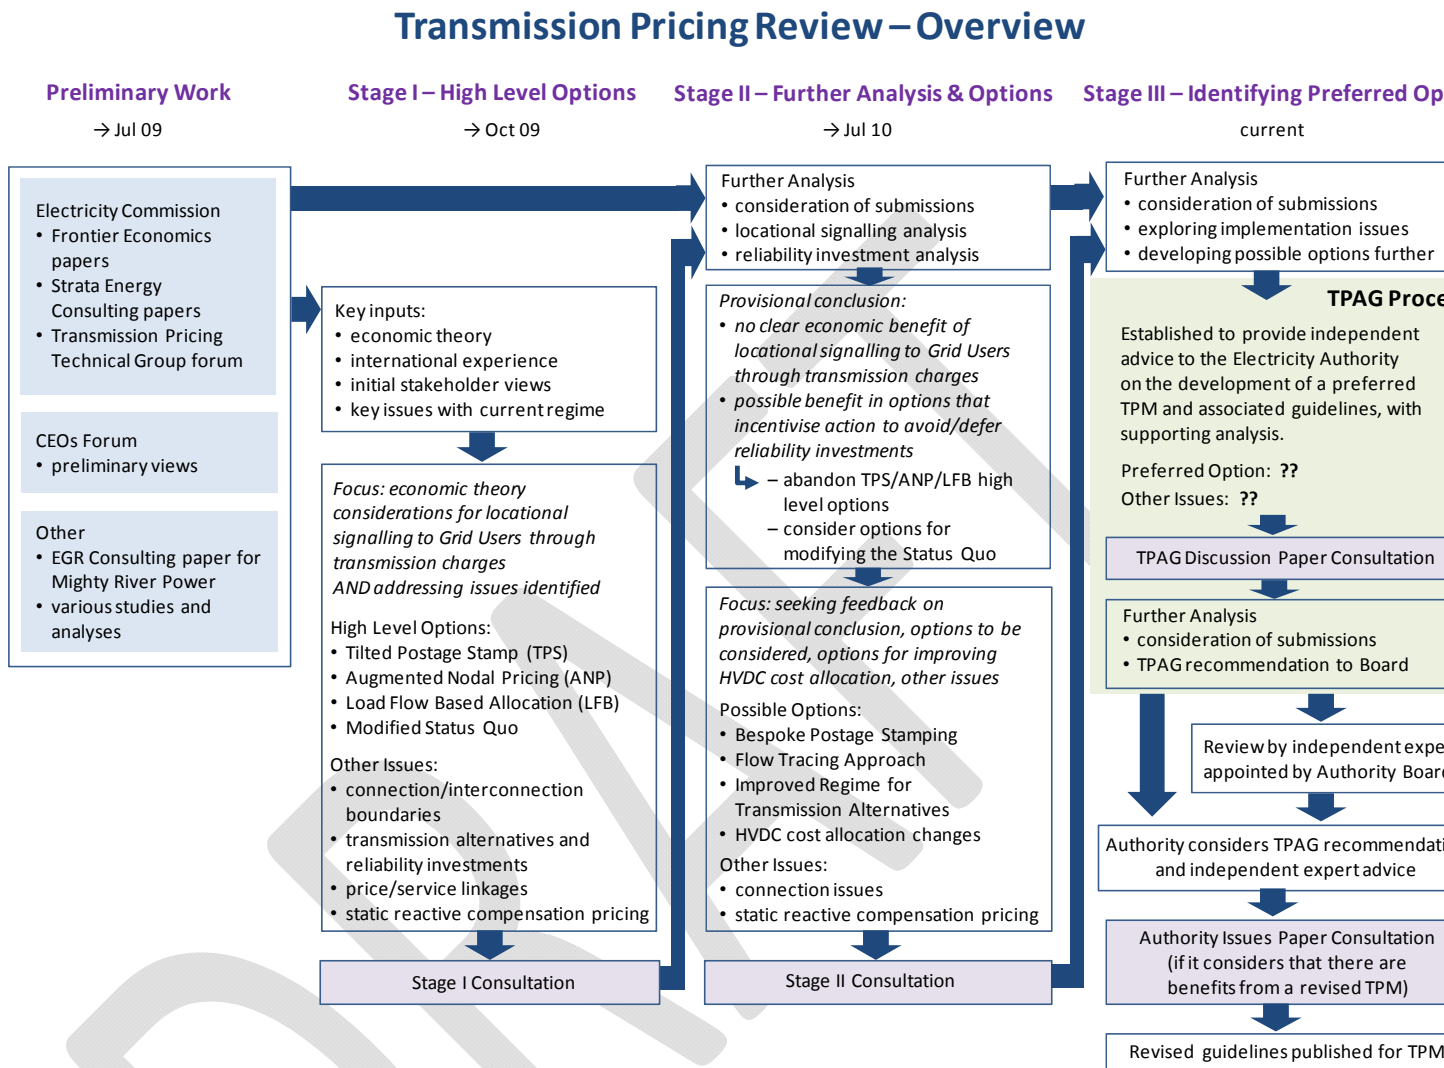 Transmission Pricing Review – Overview
Preliminary Work
→ Jul 09
Electricity Commission
• Frontier Economics
papers
• Strata Energy
Consulting papers
• Transmission Pricing
Technical Group forum
CEOs Forum
• preliminary views
Other
• EGR Consulting paper for
Mighty River Power
• various studies and
analyses
Stage I – High Level Options
→ Oct 09
Key inputs:
• economic theory
• international experience
• initial stakeholder views
• key issues with current regime
Focus: economic theory
considerations for locational
signalling to Grid Users through
transmission charges
AND addressing issues identified
High Level Options:
• Tilted Postage Stamp (TPS)
• Augmented Nodal Pricing (ANP)
• Load Flow Based Allocation (LFB)
• Modified Status Quo
Other Issues:
• connection/interconnection
boundaries
• transmission alternatives and
reliability investments
• price/service linkages
• static reactive compensation pricing
Stage I Consultation
Stage II – Further Analysis & Options
→ Jul 10
Further Analysis
• consideration of submissions
• locational signalling analysis
• reliability investment analysis
Provisional conclusion:
• no clear economic benefit of
locational signalling to Grid Users
through transmission charges
• possible benefit in options that
incentivise action to avoid/defer
reliability investments
– abandon TPS/ANP/LFB high
level options
– consider options for
modifying the Status Quo
Focus: seeking feedback on
provisional conclusion, options to be
considered, options for improving
HVDC cost allocation, other issues
Possible Options:
• Bespoke Postage Stamping
• Flow Tracing Approach
• Improved Regime for
Transmission Alternatives
• HVDC cost allocation changes
Other Issues:
• connection issues
• static reactive compensation pricing
Stage II Consultation
Stage III – Identifying Preferred Op
current
Further Analysis
• consideration of submissions
• exploring implementation issues
• developing possible options further
TPAG Proce
Established to provide independent
advice to the Electricity Authority
on the development of a preferred
TPM and associated guidelines, with
supporting analysis.
Preferred Option: ??
Other Issues: ??
TPAG Discussion Paper Consultation
Further Analysis
• consideration of submissions
• TPAG recommendation to Board
Review by independent expe
appointed by Authority Board
Authority considers TPAG recommendati
and independent expert advice
Authority Issues Paper Consultation
(if it considers that there are
benefits from a revised TPM)
Revised guidelines published for TPM
DRAFT